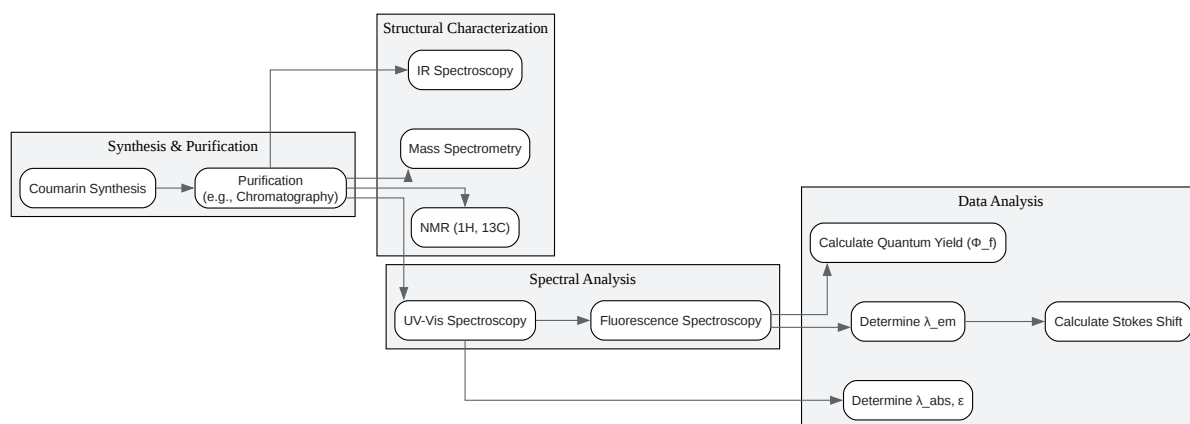 Structural Characterization
IR Spectroscopy
Mass Spectrometry
NMR (1H, 13C)
Synthesis & Purification
Coumarin Synthesis
Purification
(e.g., Chromatography)
Spectral Analysis
UV-Vis Spectroscopy
Fluorescence Spectroscopy
Data Analysis
Calculate Quantum Yield (Φ_f)
Determine λ_em
Calculate Stokes Shift
Determine λ_abs, ε